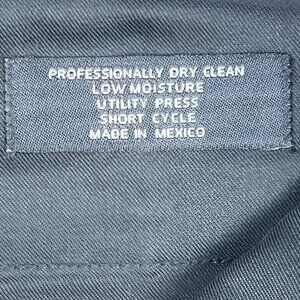 PROFESSIONALLY DRY CLEAN
LOW MOISTURE
UTILITY PRESS
SHORT CYCLE
MADE IN MEXICO